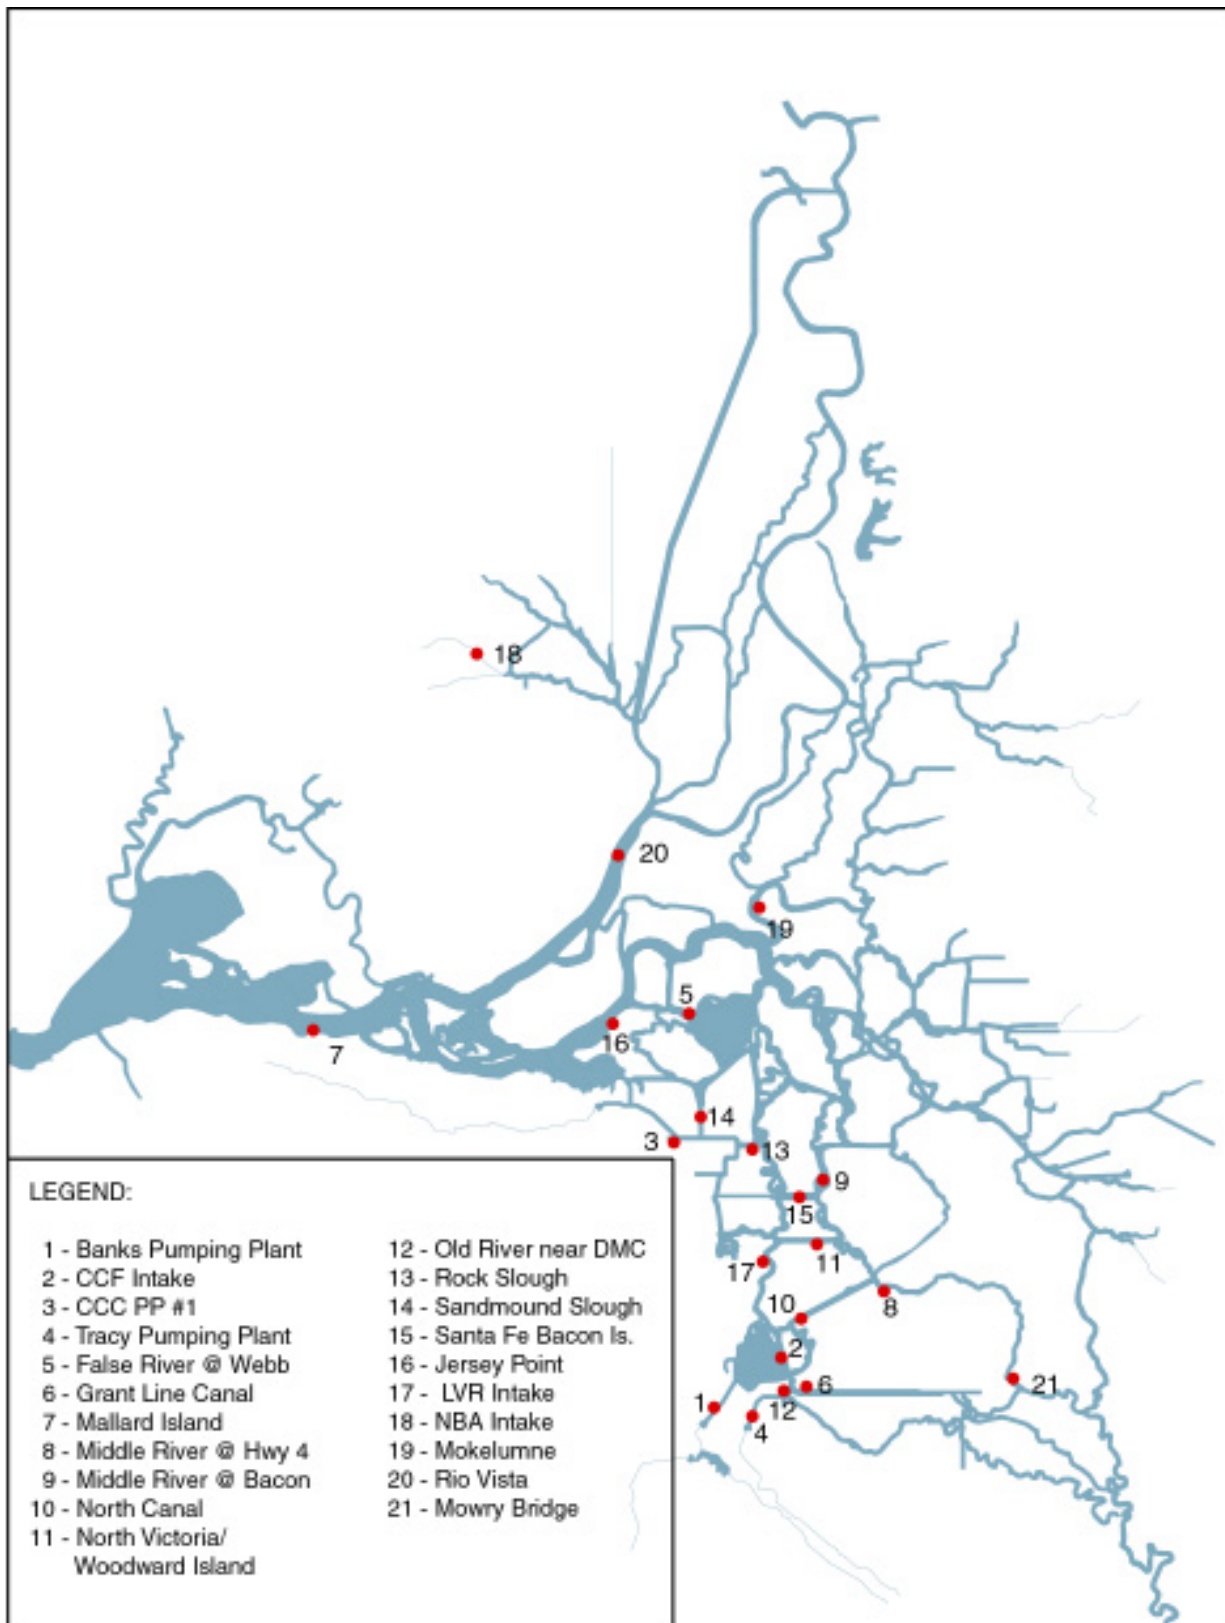 18
20
19
5
16
7
14
3
13
9
15
11
17
8
10
2
6
21
12
1
4
LEGEND:
1 - Banks Pumping Plant
2 - CCF Intake
3 - CCC PP #1
4 - Tracy Pumping Plant
5 - False River @ Webb
6 - Grant Line Canal
7 - Mallard Island
8 - Middle River @ Hwy 4
9 - Middle River @ Bacon
10 - North Canal
11 - North Victoria/
Woodward Island
12 - Old River near DMC
13 - Rock Slough
14 - Sandmound Slough
15 - Santa Fe Bacon Is.
16 - Jersey Point
17 - LVR Intake
18 - NBA Intake
19 - Mokelumne
20 - Rio Vista
21 - Mowry Bridge